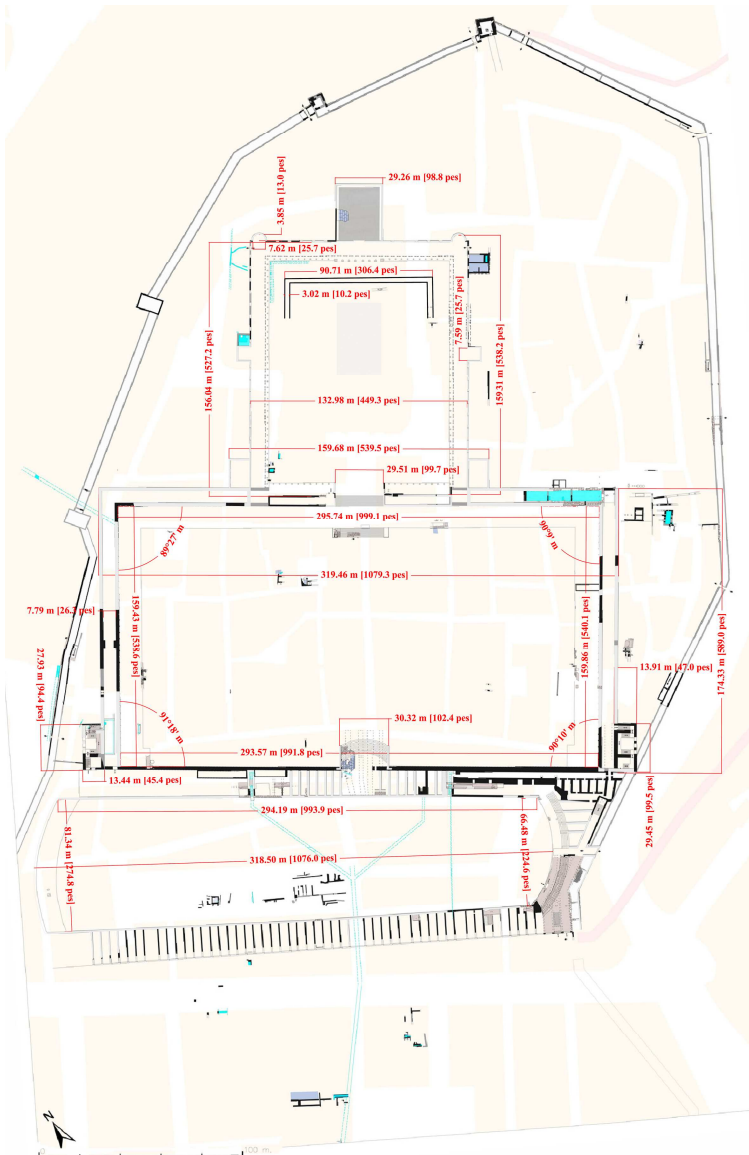 29.26 m [98.8 pes]
3.85 m [13.0 pes]
7.62 m [25.7 pes]
90.71 m [306.4 pes]
3.02 m [10.2 pes]
7.59 m [25.7 pes]
156.04 m [527.2 pes]
159.31 m [538.2 pes]
132.98 m [449.3 pes]
159.68 m [539.5 pes]
29.51 m [99.7 pes]
295.74 m [999.1 pes]
89°27' m
90°9' m
319.46 m [1079.3 pes]
7.79 m [26.3 pes]
159.43 m [538.6 pes]
159.86 m [540.1 pes]
174.33 m [589.0 pes]
27.93 m [94.4 pes]
13.91 m [47.0 pes]
91°18' m
90°10' m
30.32 m [102.4 pes]
293.57 m [991.8 pes]
13.44 m [45.4 pes]
29.45 m [99.5 pes]
294.19 m [993.9 pes]
81.34 m [274.8 pes]
66.48 m [224.6 pes]
318.50 m [1076.0 pes]
N
0
100 m.